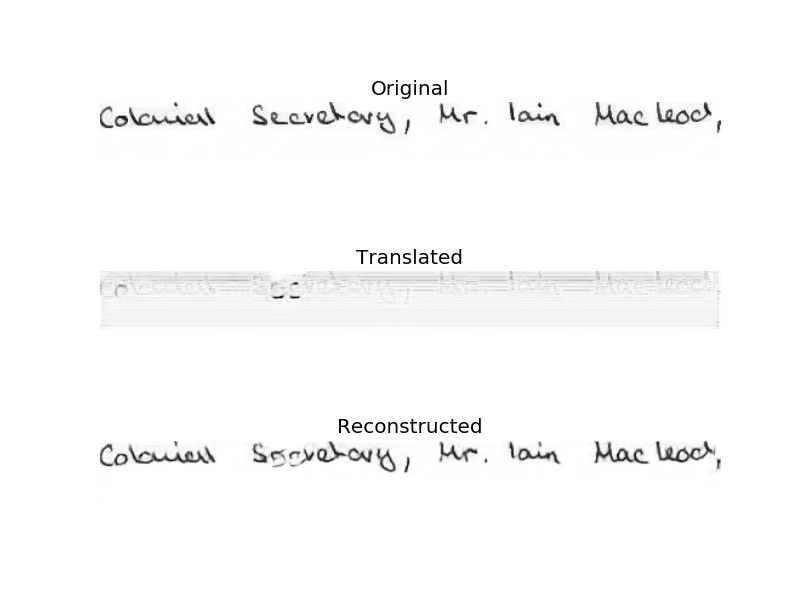 Original
Colonial Secretary, Mr. Iain Macleod,
Translated
Colonial Secretary, Mr. Iain Macleod,
Reconstructed
Colonial Secretary, Mr. Iain Macleod,